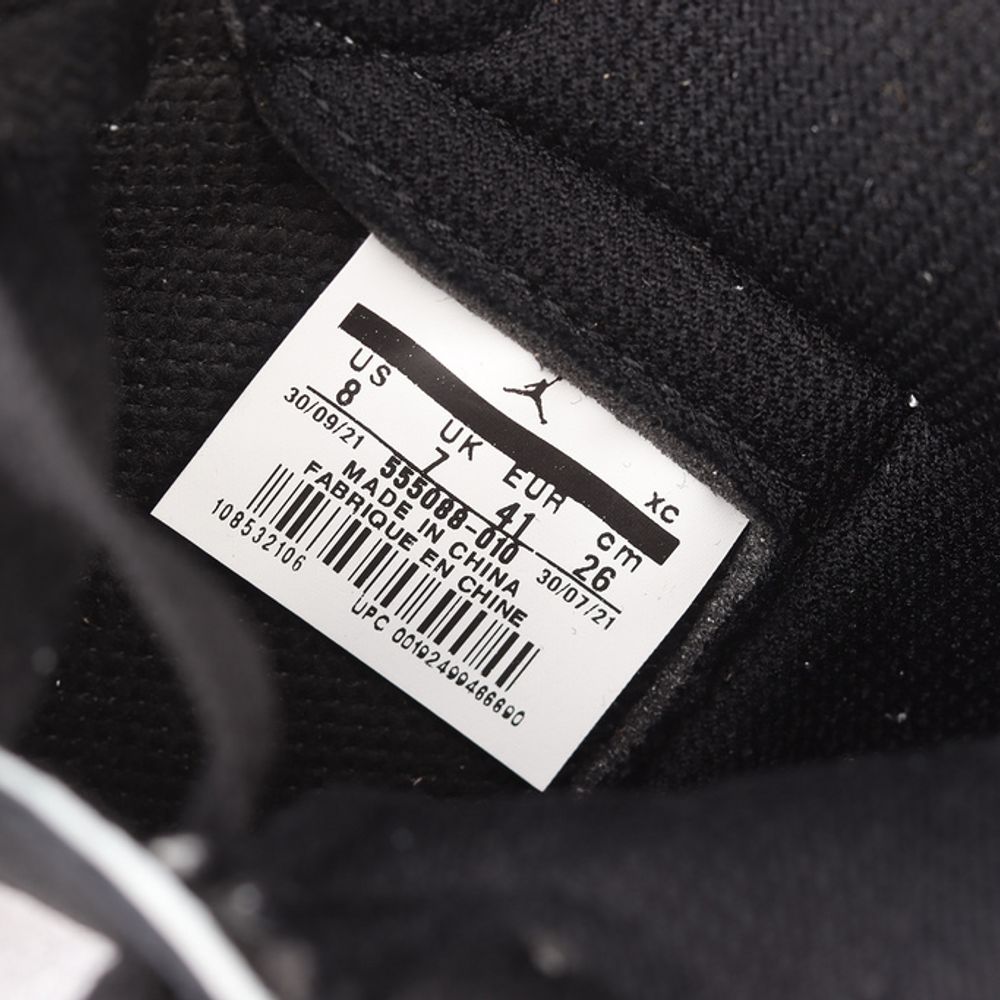 XC
US UK EUR cm
8 7 41 26
30/09/21 555088-010 30/07/21
MADE IN CHINA
FABRIQUE EN CHINE
108532106
UPC 00192499466690